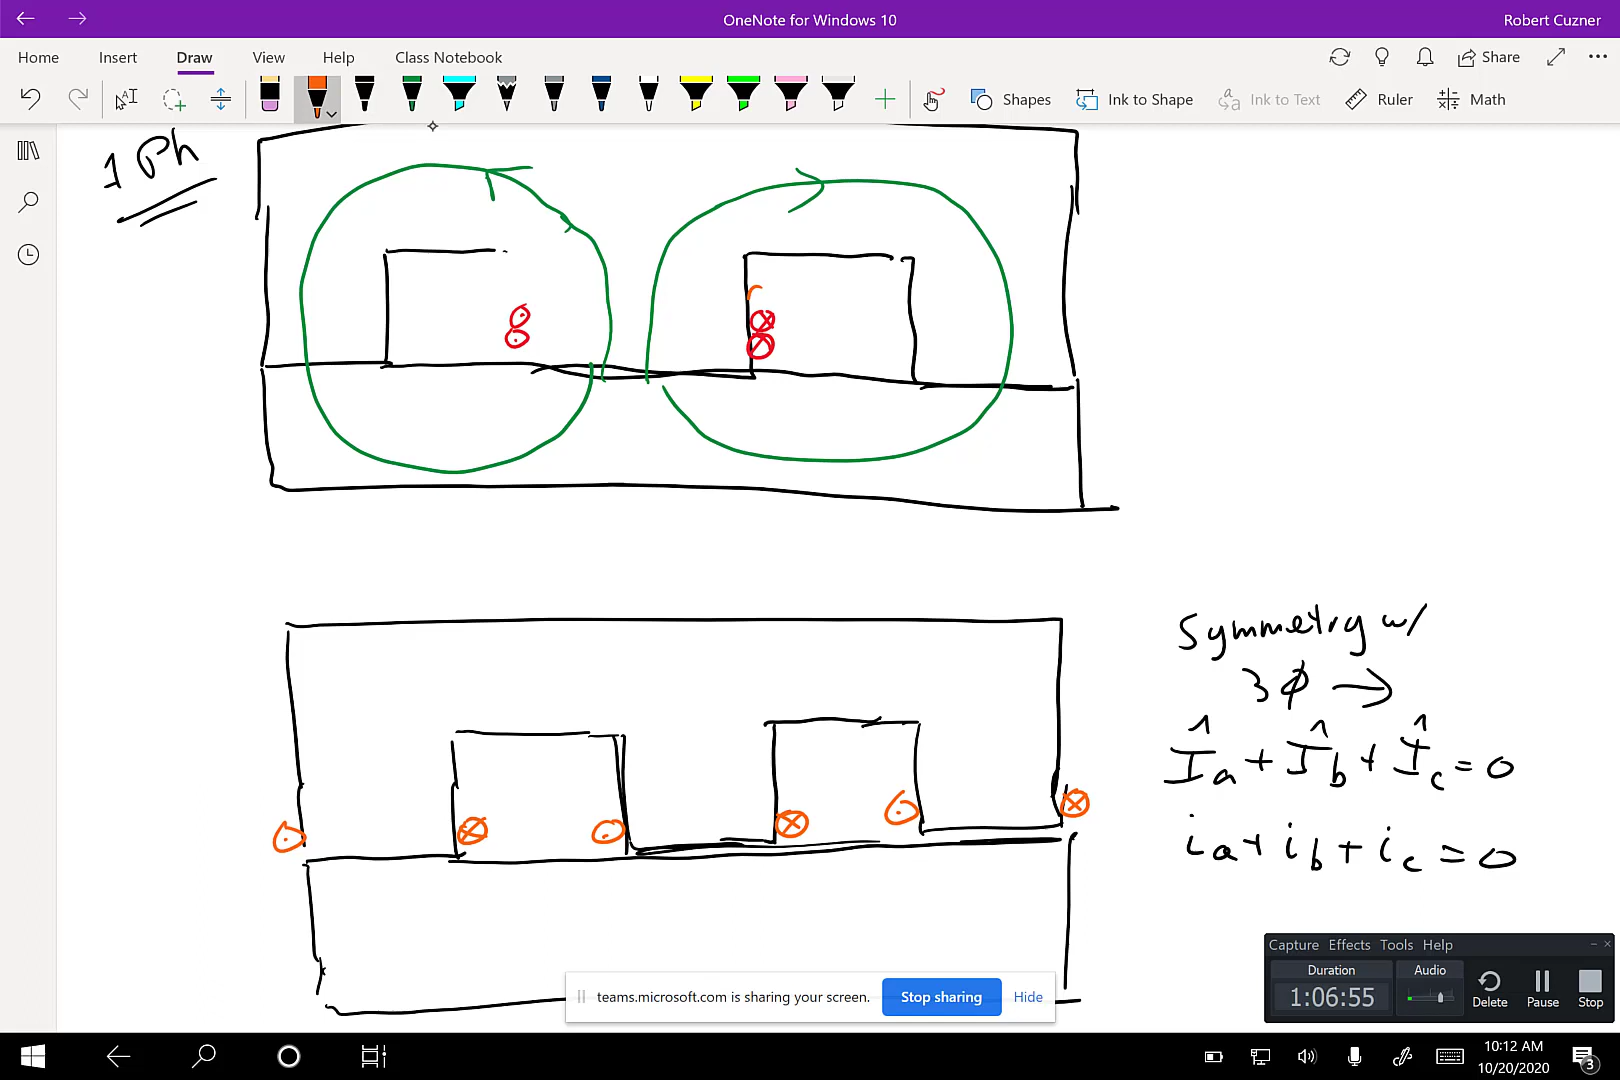 OneNote for Windows 10
Robert Cuzner
Home Insert Draw View Help Class Notebook
Share
Shapes Ink to Shape Ink to Text Ruler Math
1 Ph
Symmetry w/
3 ϕ →
Îa + Îb + Îc = 0
ia + ib + ic = 0
Capture Effects Tools Help
Duration Audio
1:06:55
Delete Pause Stop
teams.microsoft.com is sharing your screen. Stop sharing Hide
10:12 AM
10/20/2020
3